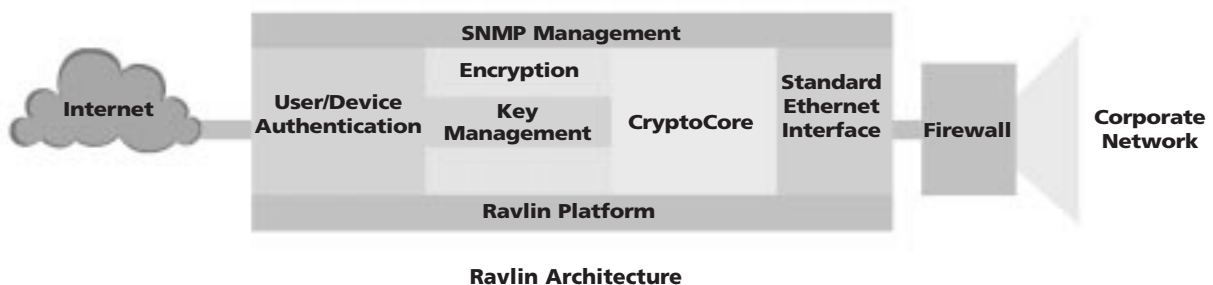 SNMP Management
Internet
User/Device
Authentication
Encryption
Key
Management
CryptoCore
Standard
Ethernet
Interface
Firewall
Corporate
Network
Ravlin Platform
Ravlin Architecture